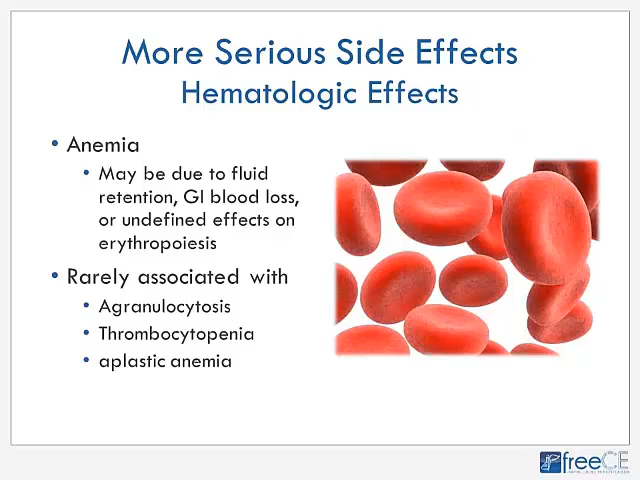 More Serious Side Effects
Hematologic Effects
• Anemia
• May be due to fluid
retention, GI blood loss,
or undefined effects on
erythropoiesis
• Rarely associated with
• Agranulocytosis
• Thrombocytopenia
• aplastic anemia
freeCE